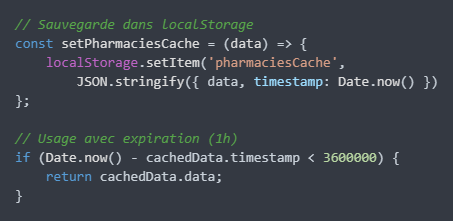 // Sauvegarde dans localStorage
const setPharmaciesCache = (data) => {
    localStorage.setItem('pharmaciesCache',
        JSON.stringify({ data, timestamp: Date.now() })
};

// Usage avec expiration (1h)
if (Date.now() - cachedData.timestamp < 3600000) {
    return cachedData.data;
}